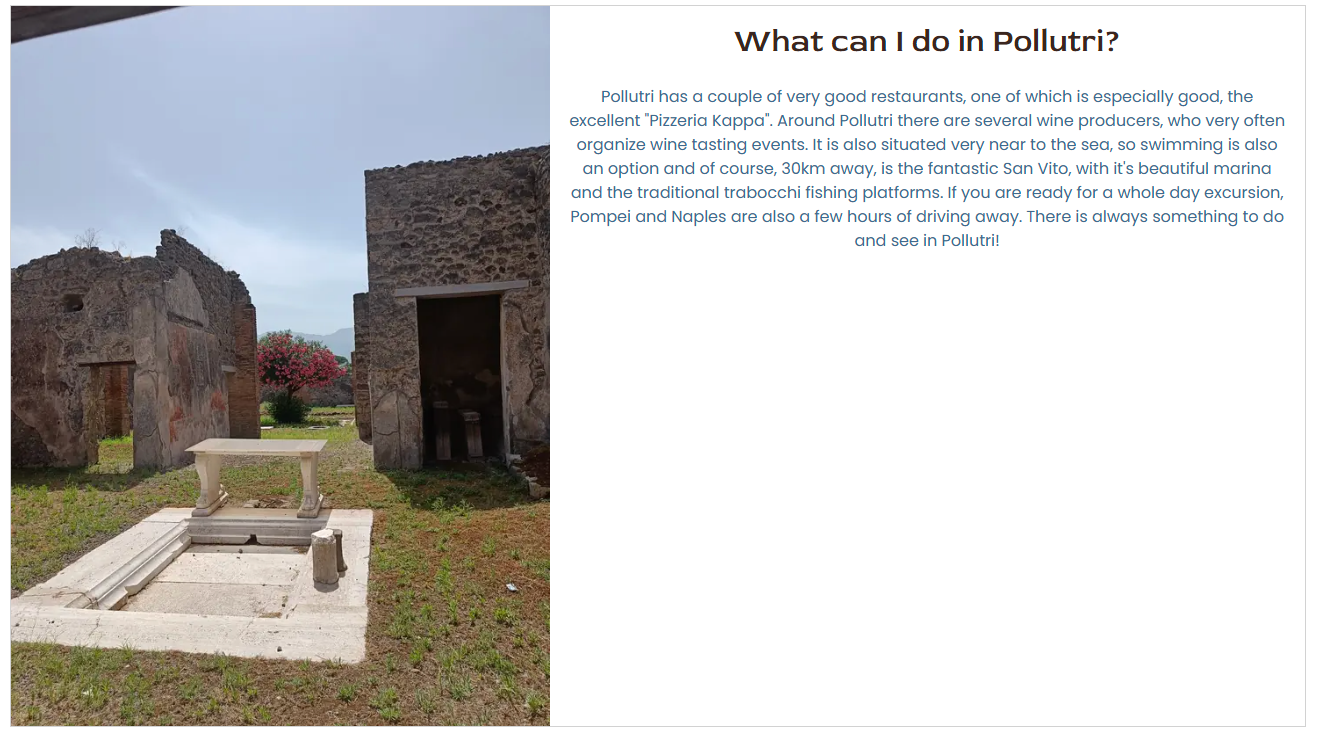 What can I do in Pollutri?
Pollutri has a couple of very good restaurants, one of which is especially good, the
excellent "Pizzeria Kappa". Around Pollutri there are several wine producers, who very often
organize wine tasting events. It is also situated very near to the sea, so swimming is also
an option and of course, 30km away, is the fantastic San Vito, with it's beautiful marina
and the traditional trabocchi fishing platforms. If you are ready for a whole day excursion,
Pompei and Naples are also a few hours of driving away. There is always something to do
and see in Pollutri!